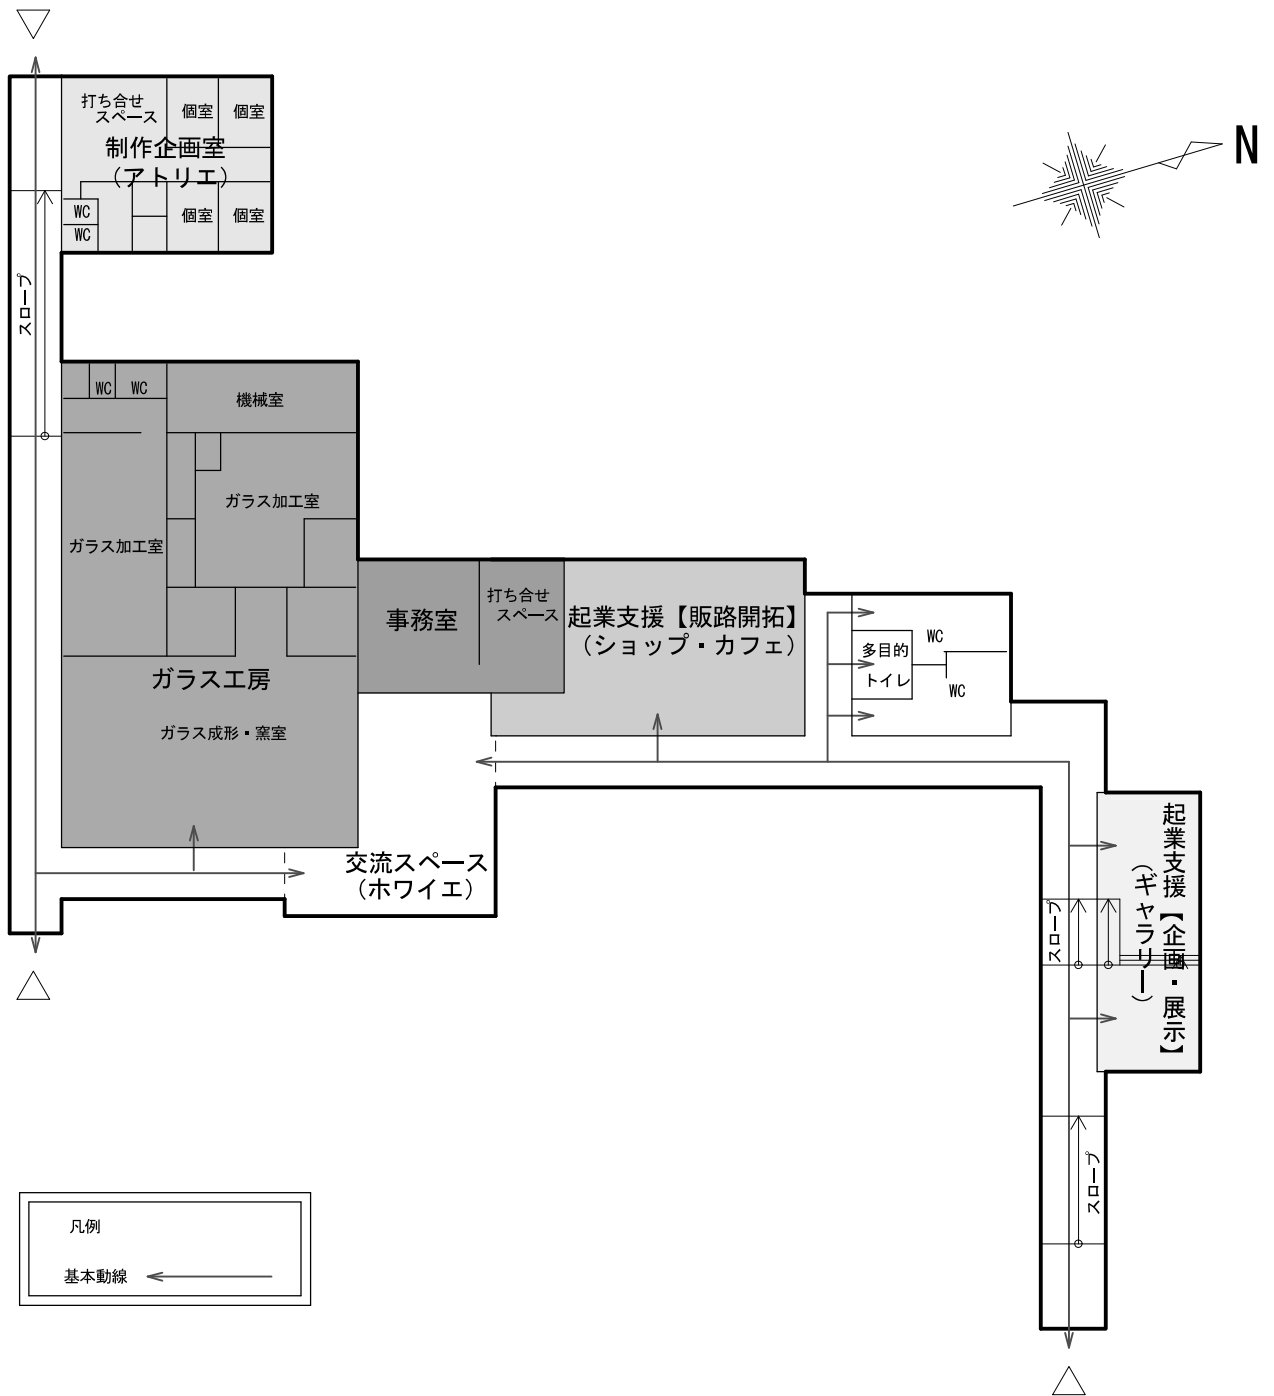 N
打ち合せ
スペース
個室
個室
制作企画室
（アトリエ）
WC
WC
個室
個室
スロープ
WC
WC
機械室
ガラス加工室
ガラス加工室
ガラス工房
ガラス成形・窯室
事務室
打ち合せ
スペース
起業支援【販路開拓】
（ショップ・カフェ）
多目的
トイレ
WC
WC
交流スペース
（ホワイエ）
起業支援【企画・展示】
（ギャラリー）
スロープ
スロープ
凡例
基本動線